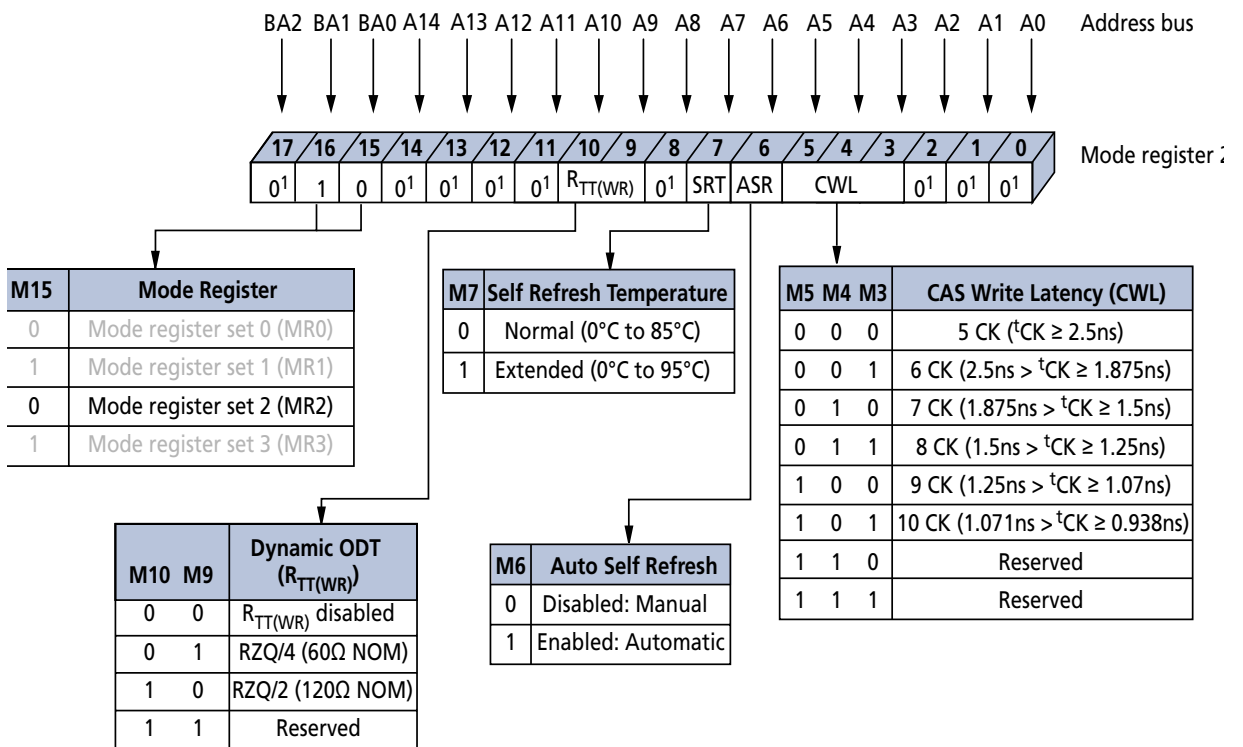 BA2 BA1 BA0 A14 A13 A12 A11 A10 A9 A8 A7 A6 A5 A4 A3 A2 A1 A0 Address bus
17 16 15 14 13 12 11 10 9 8 7 6 5 4 3 2 1 0 Mode register
0¹ 1 0 0¹ 0¹ 0¹ 0¹ RTT(WR) 0¹ SRT ASR CWL 0¹ 0¹ 0¹
M15 Mode Register
0 Mode register set 0 (MR0)
1 Mode register set 1 (MR1)
0 Mode register set 2 (MR2)
1 Mode register set 3 (MR3)
M7 Self Refresh Temperature
0 Normal (0°C to 85°C)
1 Extended (0°C to 95°C)
M5 M4 M3 CAS Write Latency (CWL)
0 0 0 5 CK (ᵗCK ≥ 2.5ns)
0 0 1 6 CK (2.5ns > ᵗCK ≥ 1.875ns)
0 1 0 7 CK (1.875ns > ᵗCK ≥ 1.5ns)
0 1 1 8 CK (1.5ns > ᵗCK ≥ 1.25ns)
1 0 0 9 CK (1.25ns > ᵗCK ≥ 1.07ns)
1 0 1 10 CK (1.071ns > ᵗCK ≥ 0.938ns)
1 1 0 Reserved
1 1 1 Reserved
M10 M9 Dynamic ODT
(RTT(WR))
0 0 RTT(WR) disabled
0 1 RZQ/4 (60Ω NOM)
1 0 RZQ/2 (120Ω NOM)
1 1 Reserved
M6 Auto Self Refresh
0 Disabled: Manual
1 Enabled: Automatic